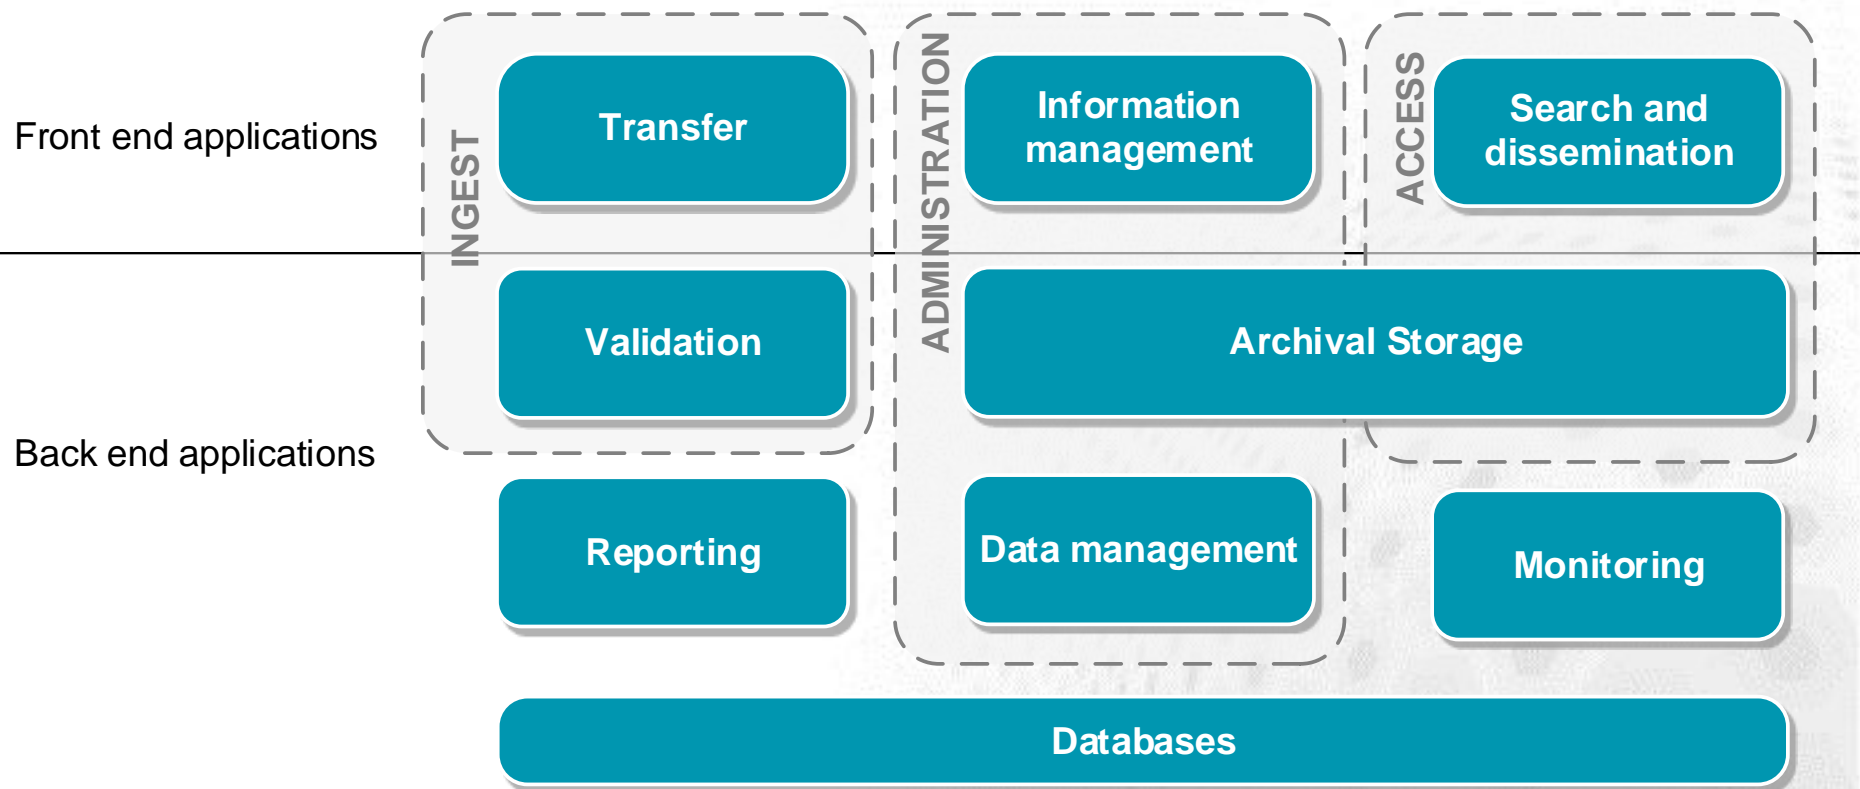 Front end applications
INGEST
Transfer
ADMINISTRATION
Information
management
ACCESS
Search and
dissemination
Validation
Archival Storage
Back end applications
Reporting
Data management
Monitoring
Databases